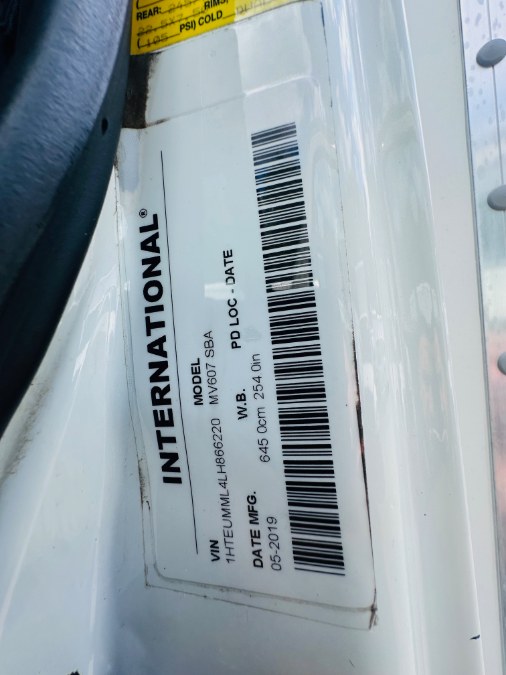 REAR:
PSI) COLD
INTERNATIONAL®
VIN MODEL
1HTEUMML4LH866220 MV607 SBA
DATE MFG. W.B. PD LOC - DATE
05-2019 645 0cm 254 0in